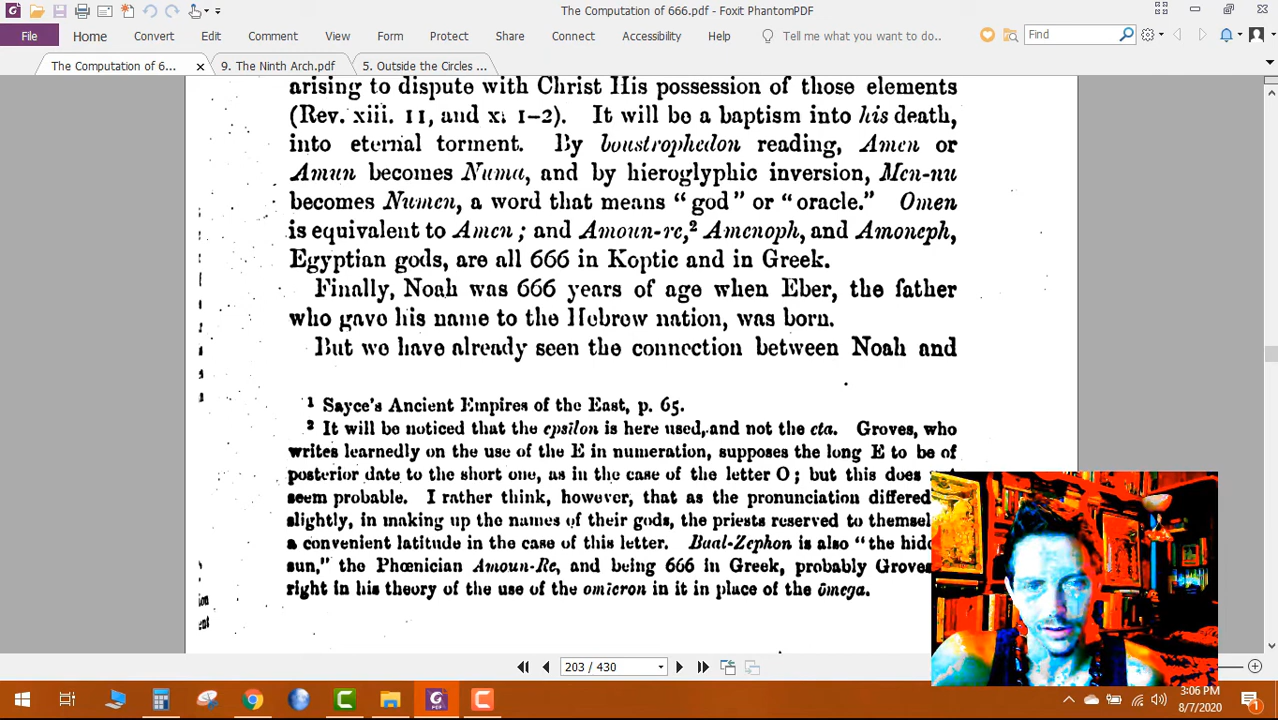 The Computation of 666.pdf - Foxit PhantomPDF
File Home Convert Edit Comment View Form Protect Share Connect Accessibility Help Tell me what you want to do.. Find
The Computation of 6... × 9. The Ninth Arch.pdf 5. Outside the Circles ...
arising to dispute with Christ His possession of those elements
(Rev. xiii. 11, and x. 1–2). It will be a baptism into his death,
into eternal torment. By boustrophedon reading, Amen or
Amun becomes Numa, and by hieroglyphic inversion, Men-nu
becomes Numen, a word that means “god” or “oracle.” Omen
is equivalent to Amen; and Amoun-re,² Amenoph, and Amoneph,
Egyptian gods, are all 666 in Koptic and in Greek.
Finally, Noah was 666 years of age when Eber, the father
who gave his name to the Hebrew nation, was born.
But we have already seen the connection between Noah and
¹ Sayce's Ancient Empires of the East, p. 65.
² It will be noticed that the epsilon is here used, and not the eta. Groves, who
writes learnedly on the use of the E in numeration, supposes the long E to be of
posterior date to the short one, as in the case of the letter O; but this does
seem probable. I rather think, however, that as the pronunciation differed
slightly, in making up the names of their gods, the priests reserved to themsel
a convenient latitude in the case of this letter. Baal-Zephon is also “the hid
sun,” the Phœnician Amoun-Re, and being 666 in Greek, probably Groves
right in his theory of the use of the omicron in it in place of the ōmega.
203 / 430
3:06 PM
8/7/2020